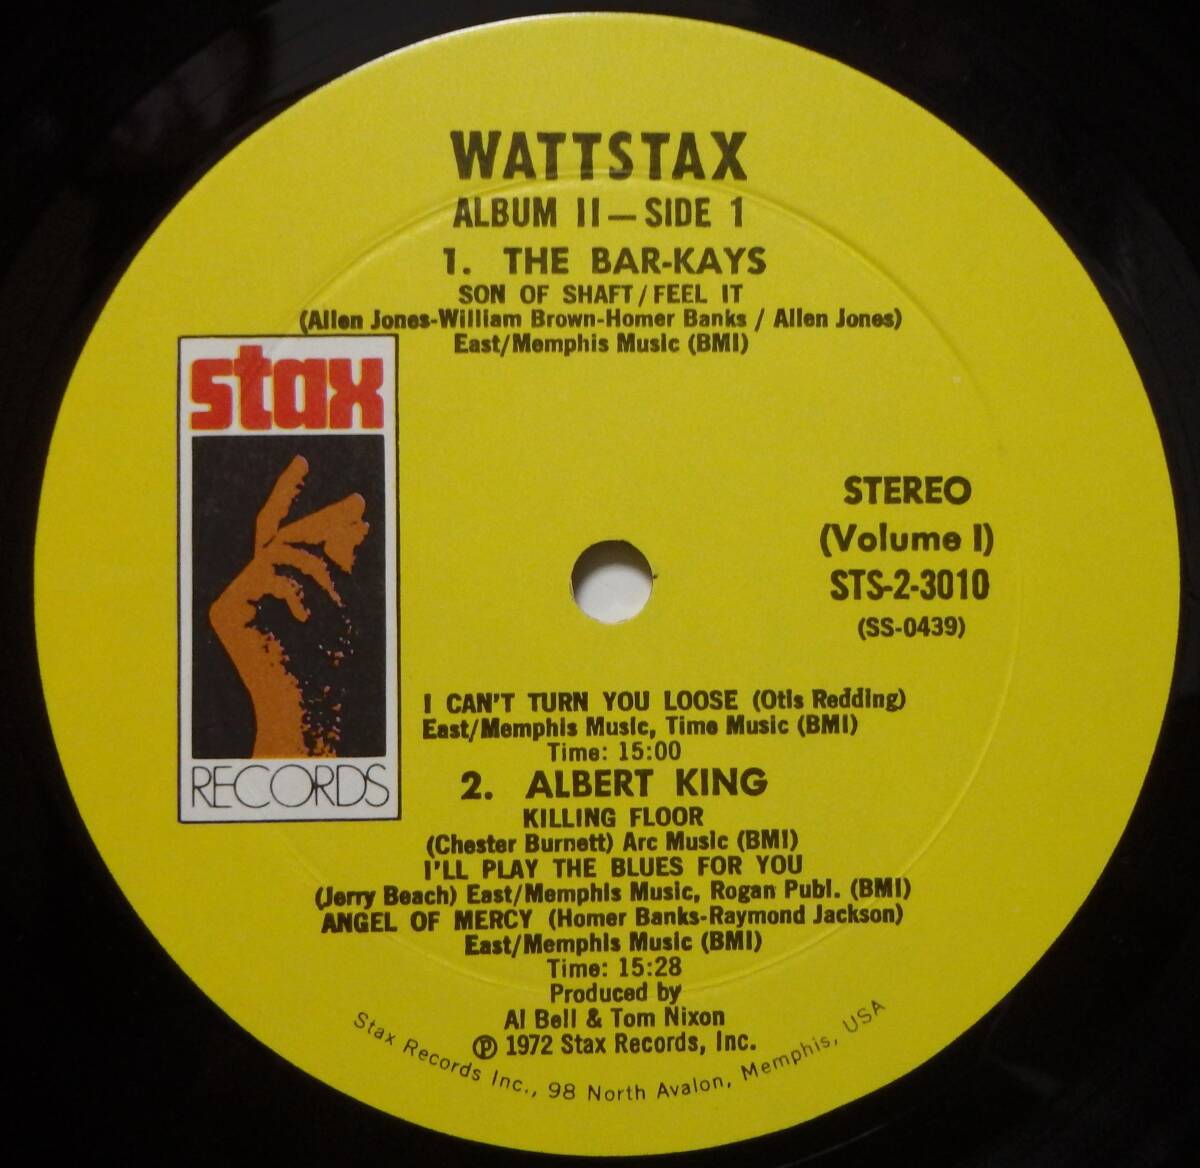 WATTSTAX
ALBUM II — SIDE 1
1. THE BAR-KAYS
SON OF SHAFT / FEEL IT
(Allen Jones-William Brown-Homer Banks / Allen Jones)
East/Memphis Music (BMI)
stax
RECORDS
STEREO
(Volume I)
STS-2-3010
(SS-0439)
I CAN'T TURN YOU LOOSE (Otis Redding)
East/Memphis Music, Time Music (BMI)
Time: 15:00
2. ALBERT KING
KILLING FLOOR
(Chester Burnett) Arc Music (BMI)
I'LL PLAY THE BLUES FOR YOU
(Jerry Beach) East/Memphis Music, Rogan Publ. (BMI)
ANGEL OF MERCY (Homer Banks-Raymond Jackson)
East/Memphis Music (BMI)
Time: 15:28
Produced by
Al Bell & Tom Nixon
℗ 1972 Stax Records, Inc.
Stax Records Inc., 98 North Avalon, Memphis, USA